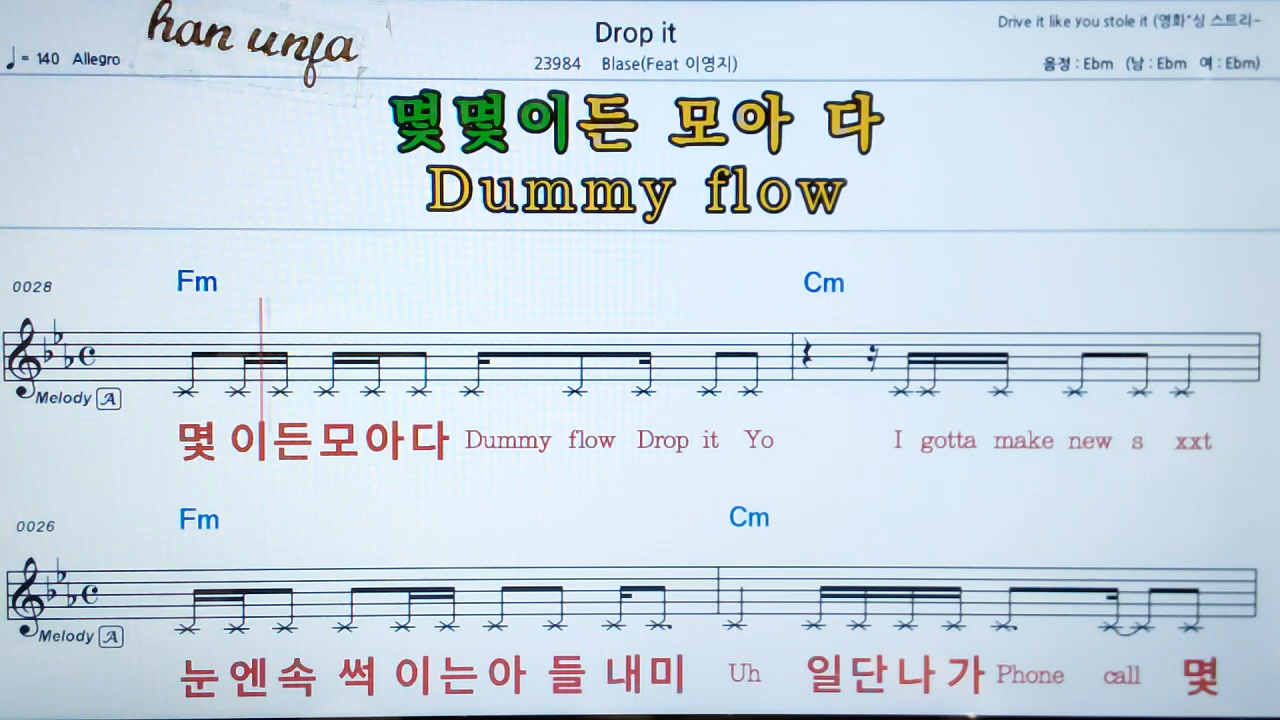 han unja
Drop it
Drive it like you stole it (영화"싱 스트리~
♩= 140 Allegro
23984 Blase(Feat 이영지)
음정 : Ebm (남 : Ebm 여 : Ebm)
몇몇이든 모아 다
Dummy flow
0028
Fm Cm
Melody A
몇 이든모아다 Dummy flow Drop it Yo I gotta make new s xxt
0026
Fm Cm
Melody A
눈엔속 썩 이는아 들 내미 Uh 일단나 가 Phone call 몇